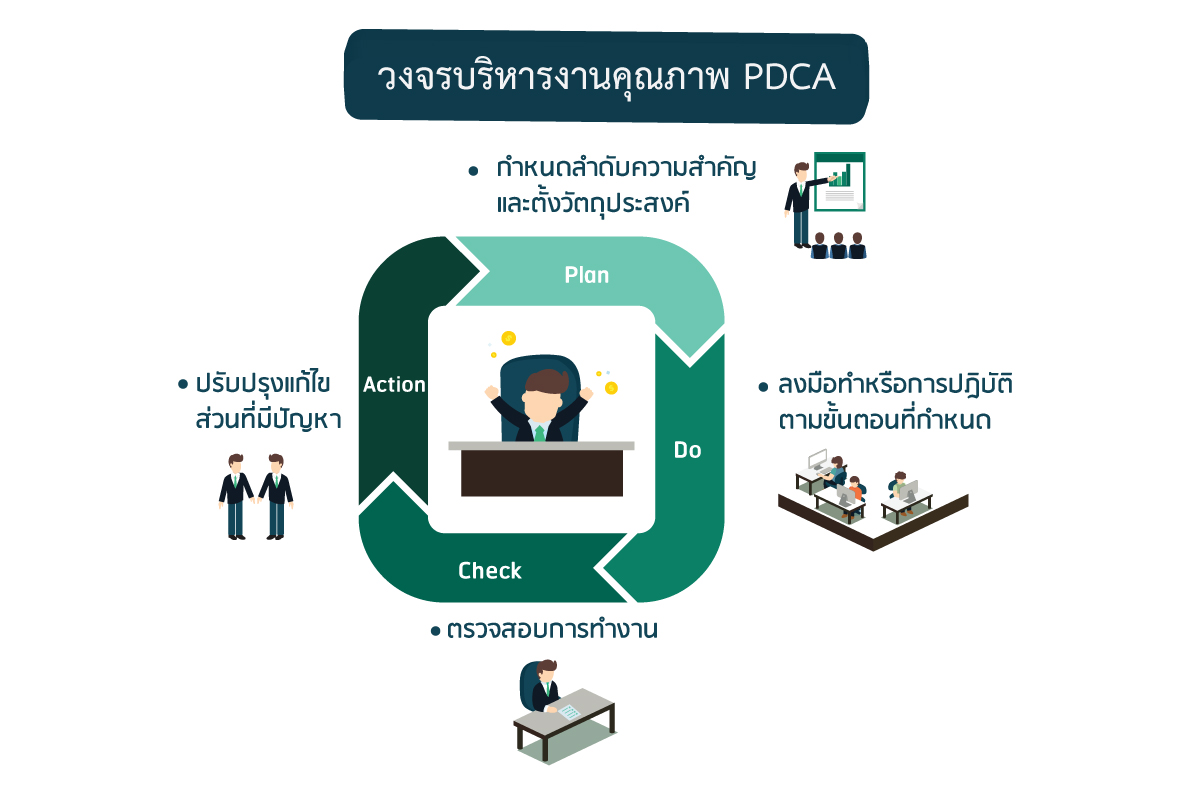 วงจรบริหารงานคุณภาพ PDCA
• กำหนดลำดับความสำคัญ
และตั้งวัตถุประสงค์
Plan
• ปรับปรุงแก้ไข
ส่วนที่มีปัญหา
Action
• ลงมือทำหรือการปฎิบัติ
ตามขั้นตอนที่กำหนด
Do
Check
• ตรวจสอบการทำงาน